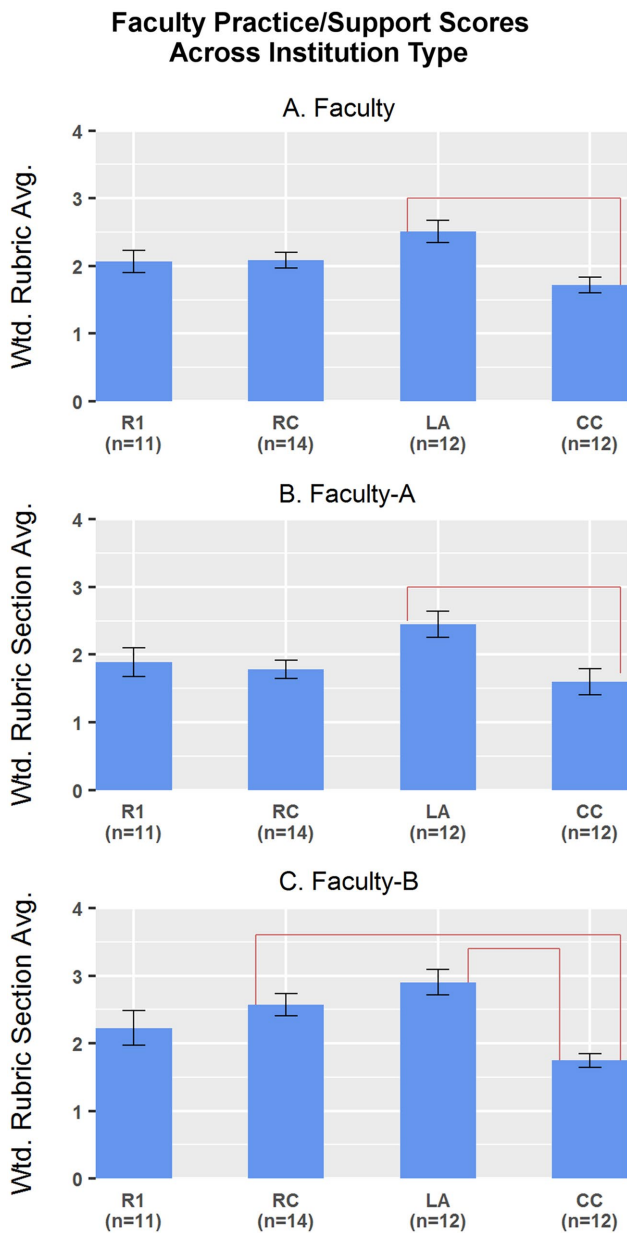 Faculty Practice/Support Scores
Across Institution Type
A. Faculty
Wtd. Rubric Avg.
4
3
2
1
0
R1 RC LA CC
(n=11) (n=14) (n=12) (n=12)
B. Faculty-A
Wtd. Rubric Section Avg.
4
3
2
1
0
R1 RC LA CC
(n=11) (n=14) (n=12) (n=12)
C. Faculty-B
Wtd. Rubric Section Avg.
4
3
2
1
0
R1 RC LA CC
(n=11) (n=14) (n=12) (n=12)